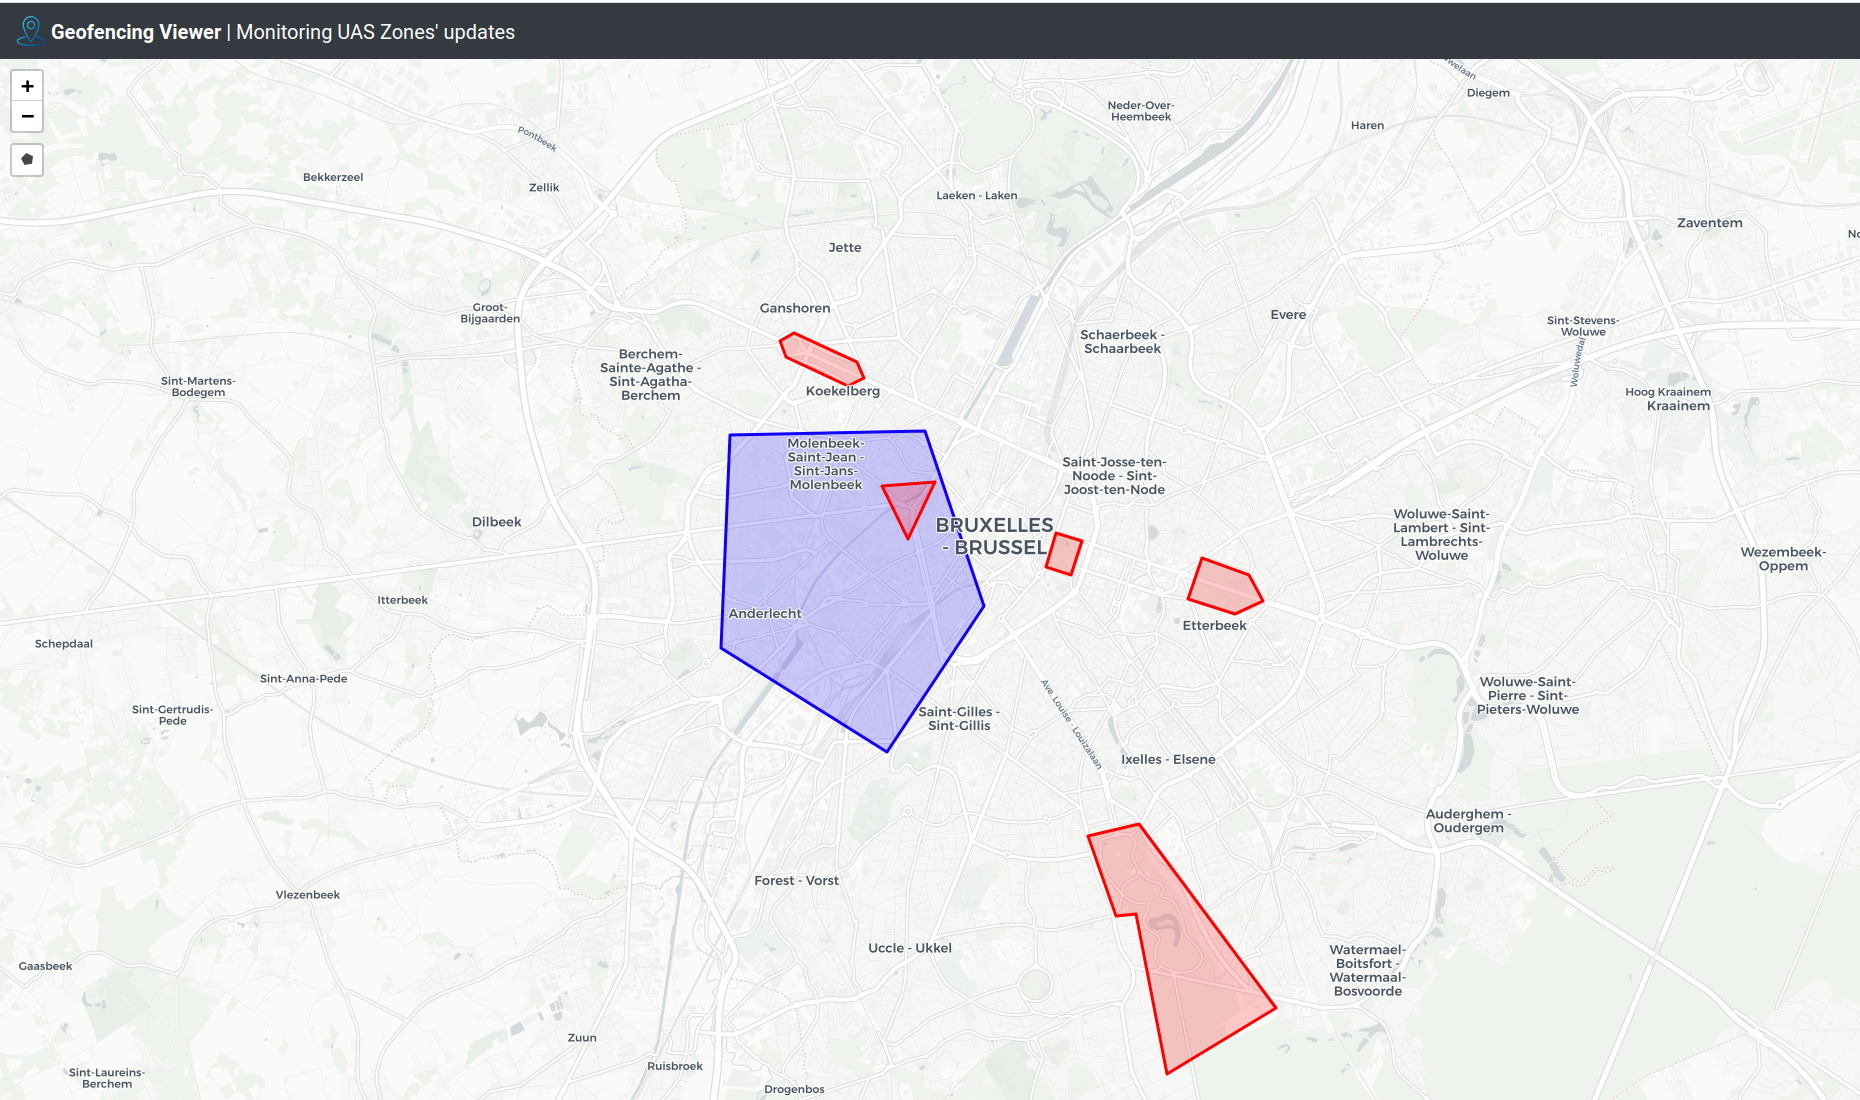 Geofencing Viewer | Monitoring UAS Zones' updates
+
−
Diegem
Neder-Over-
Heembeek
Haren
Pontbeek
Bekkerzeel
Zellik
Laeken - Laken
Zaventem
Jette
Ganshoren
Groot-
Bijgaarden
Evere
Sint-Stevens-
Woluwe
Schaerbeek -
Schaarbeek
Woluwedal
Berchem-
Sainte-Agathe -
Sint-Agatha-
Berchem
Sint-Martens-
Bodegem
Koekelberg
Hoog Kraainem
Kraainem
Molenbeek-
Saint-Jean -
Sint-Jans-
Molenbeek
Saint-Josse-ten-
Noode - Sint-
Joost-ten-Node
Dilbeek
BRUXELLES
- BRUSSEL
Woluwe-Saint-
Lambert - Sint-
Lambrechts-
Woluwe
Wezembeek-
Oppem
Itterbeek
Anderlecht
Etterbeek
Schepdaal
Sint-Anna-Pede
Sint-Gertrudis-
Pede
Saint-Gilles -
Sint-Gillis
Ave. Louise - Louizalaan
Woluwe-Saint-
Pierre - Sint-
Pieters-Woluwe
Ixelles - Elsene
Auderghem -
Oudergem
Forest - Vorst
Vlezenbeek
Uccle - Ukkel
Watermael-
Boitsfort -
Watermaal-
Bosvoorde
Gaasbeek
Zuun
Ruisbroek
Sint-Laureins-
Berchem
Drogenbos